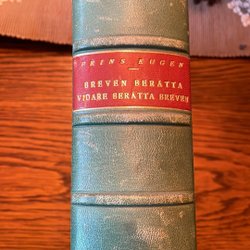 PRINS EUGEN
BREVEN BERÄTTA
VIDARE BERÄTTA BREVEN